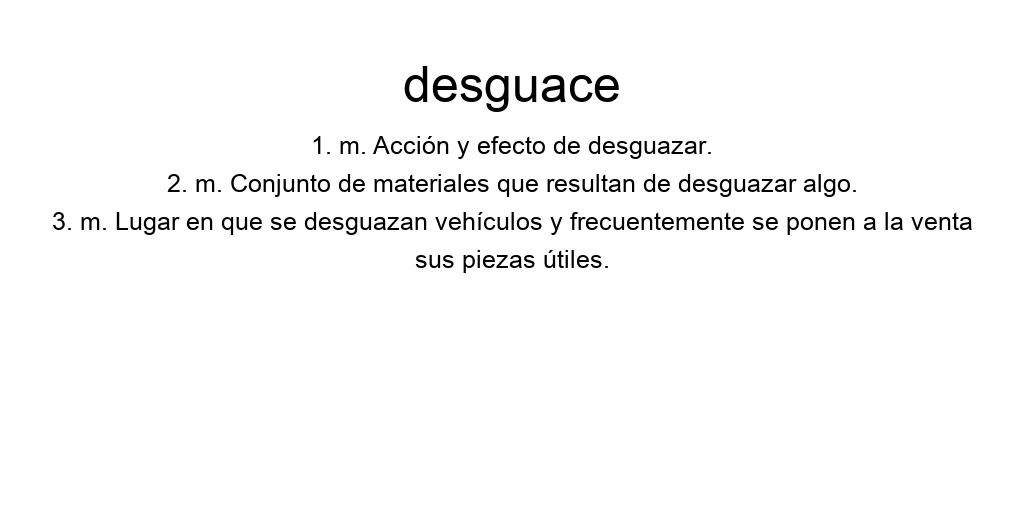 desguace
1. m. Acción y efecto de desguazar.
2. m. Conjunto de materiales que resultan de desguazar algo.
3. m. Lugar en que se desguazan vehículos y frecuentemente se ponen a la venta
sus piezas útiles.